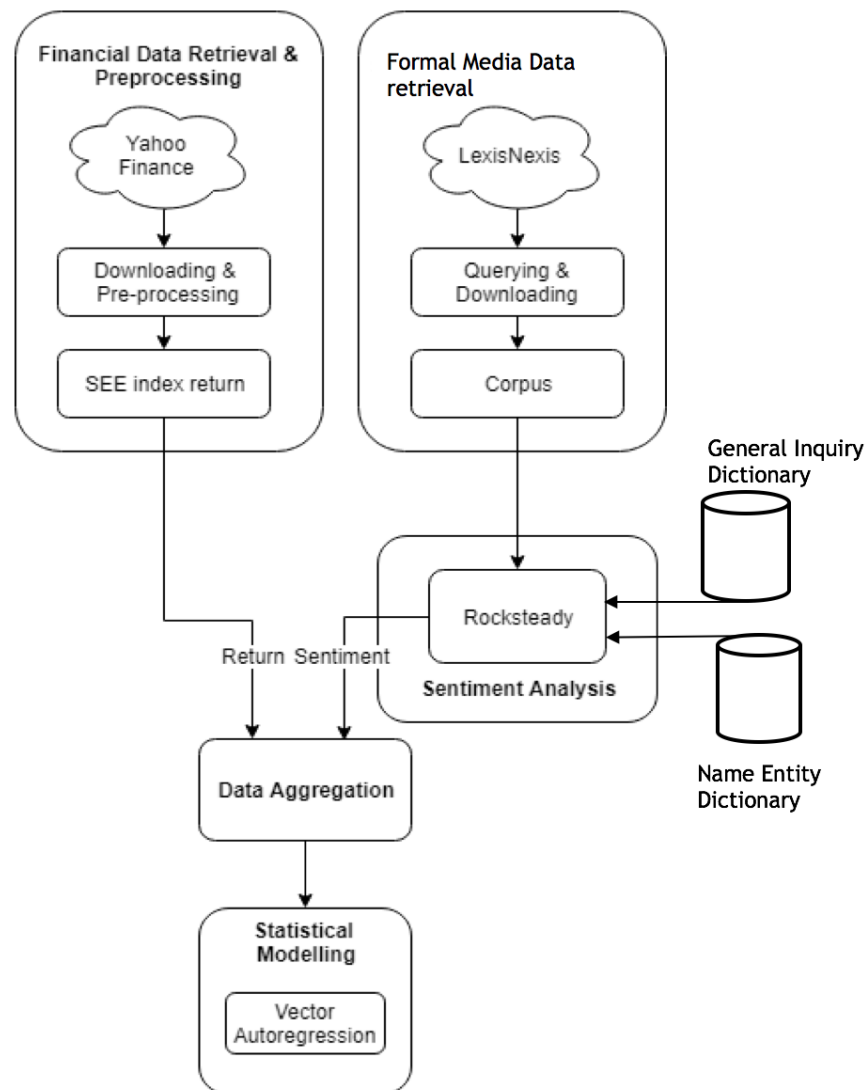 Financial Data Retrieval &
Preprocessing
Yahoo
Finance
Downloading &
Pre-processing
SEE index return
Formal Media Data
retrieval
LexisNexis
Querying &
Downloading
Corpus
General Inquiry
Dictionary
Rocksteady
Sentiment Analysis
Return
Sentiment
Name Entity
Dictionary
Data Aggregation
Statistical
Modelling
Vector
Autoregression